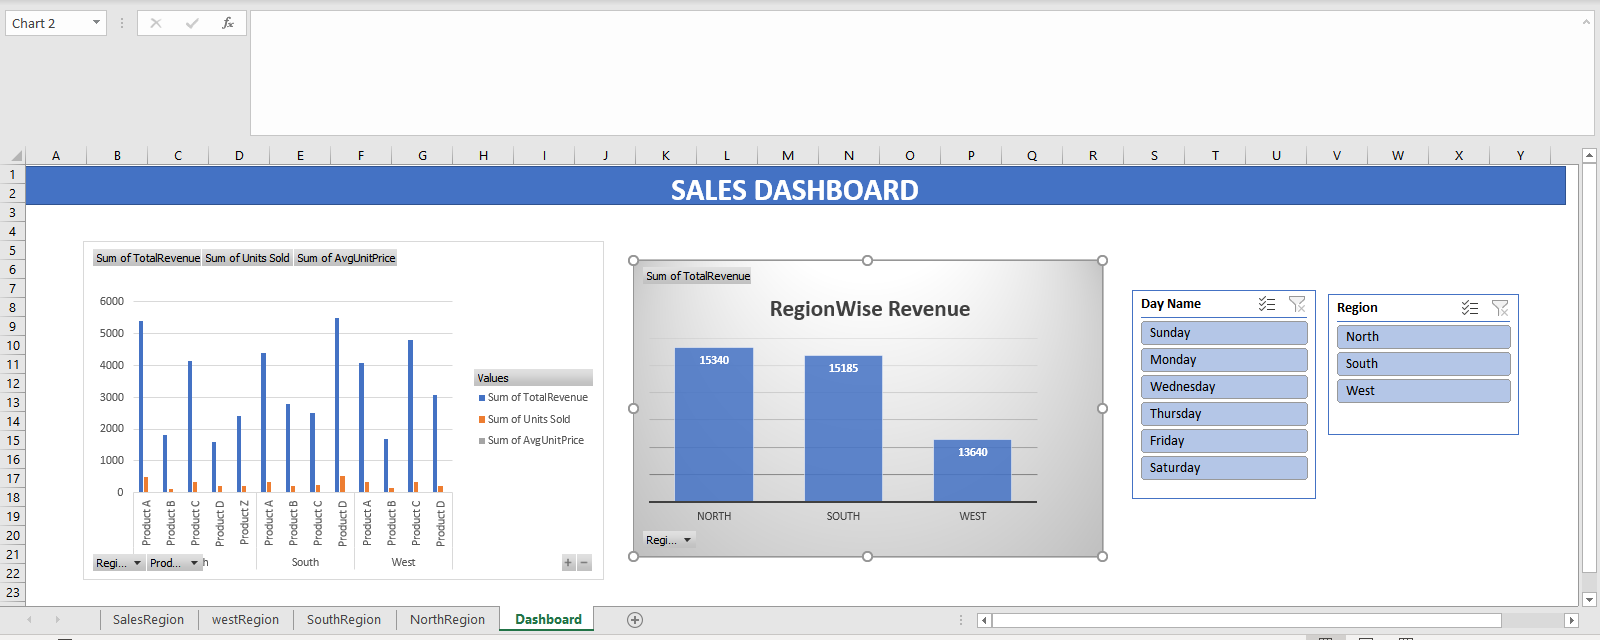 Chart 2
fx
A B C D E F G H I J K L M N O P Q R S T U V W X Y
1
2
3
4
5
6
7
8
9
10
11
12
13
14
15
16
17
18
19
20
21
22
23
SALES DASHBOARD
Sum of TotalRevenue Sum of Units Sold Sum of AvgUnitPrice
6000
5000
4000
3000
2000
1000
0
Product A
Product B
Product C
Product D
Product Z
Product A
Product B
Product C
Product D
Product A
Product B
Product C
Product D
h South West
Regi... Prod...
+ −
Values
Sum of TotalRevenue
Sum of Units Sold
Sum of AvgUnitPrice
Sum of TotalRevenue
RegionWise Revenue
15340 15185 13640
NORTH SOUTH WEST
Regi...
Day Name
Sunday
Monday
Wednesday
Thursday
Friday
Saturday
Region
North
South
West
SalesRegion westRegion SouthRegion NorthRegion Dashboard